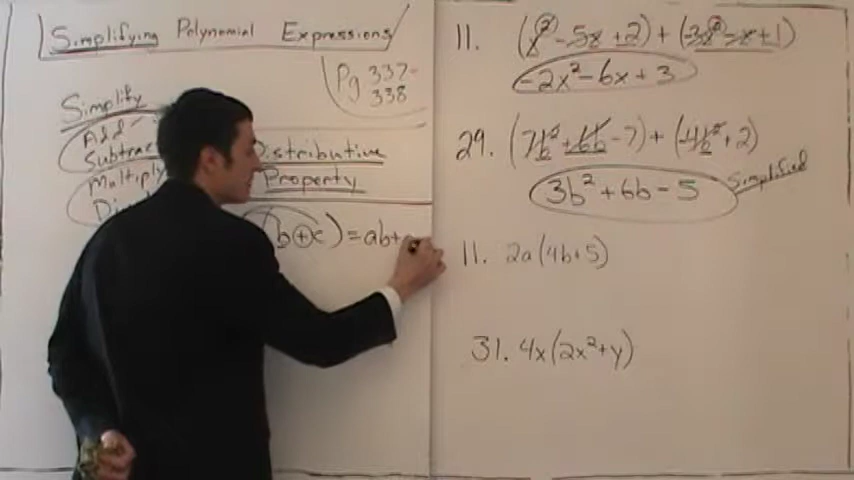 Simplifying Polynomial Expressions
Pg 337-
338
Simplify
Add
Subtract
Multiply
Distributive
Property
(b+c) = ab+
11. (x² - 5x + 2) + (-3x² - x + 1)
-2x² - 6x + 3
29. (7b² + 6b - 7) + (-4b² + 2)
3b² + 6b - 5 Simplified
11. 2a(4b+5)
31. 4x(2x²+y)